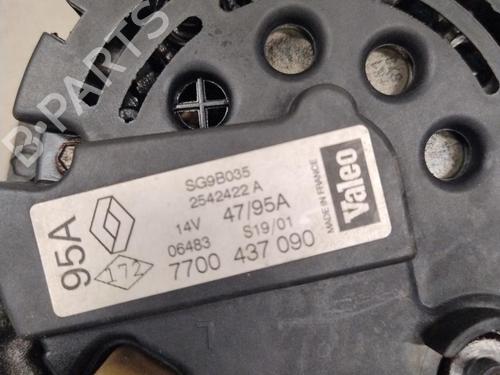 B-PARTS
SG9B035
2542422 A
14V 47/95A
06483 S19/01
7700 437 090
95A
172
Valeo
MADE IN FRANCE